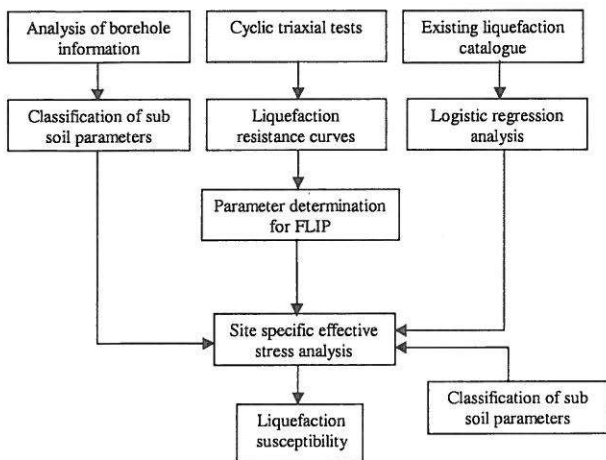 Analysis of borehole
information
Cyclic triaxial tests
Existing liquefaction
catalogue
Classification of sub
soil parameters
Liquefaction
resistance curves
Logistic regression
analysis
Parameter determination
for FLIP
Site specific effective
stress analysis
Classification of sub
soil parameters
Liquefaction
susceptibility